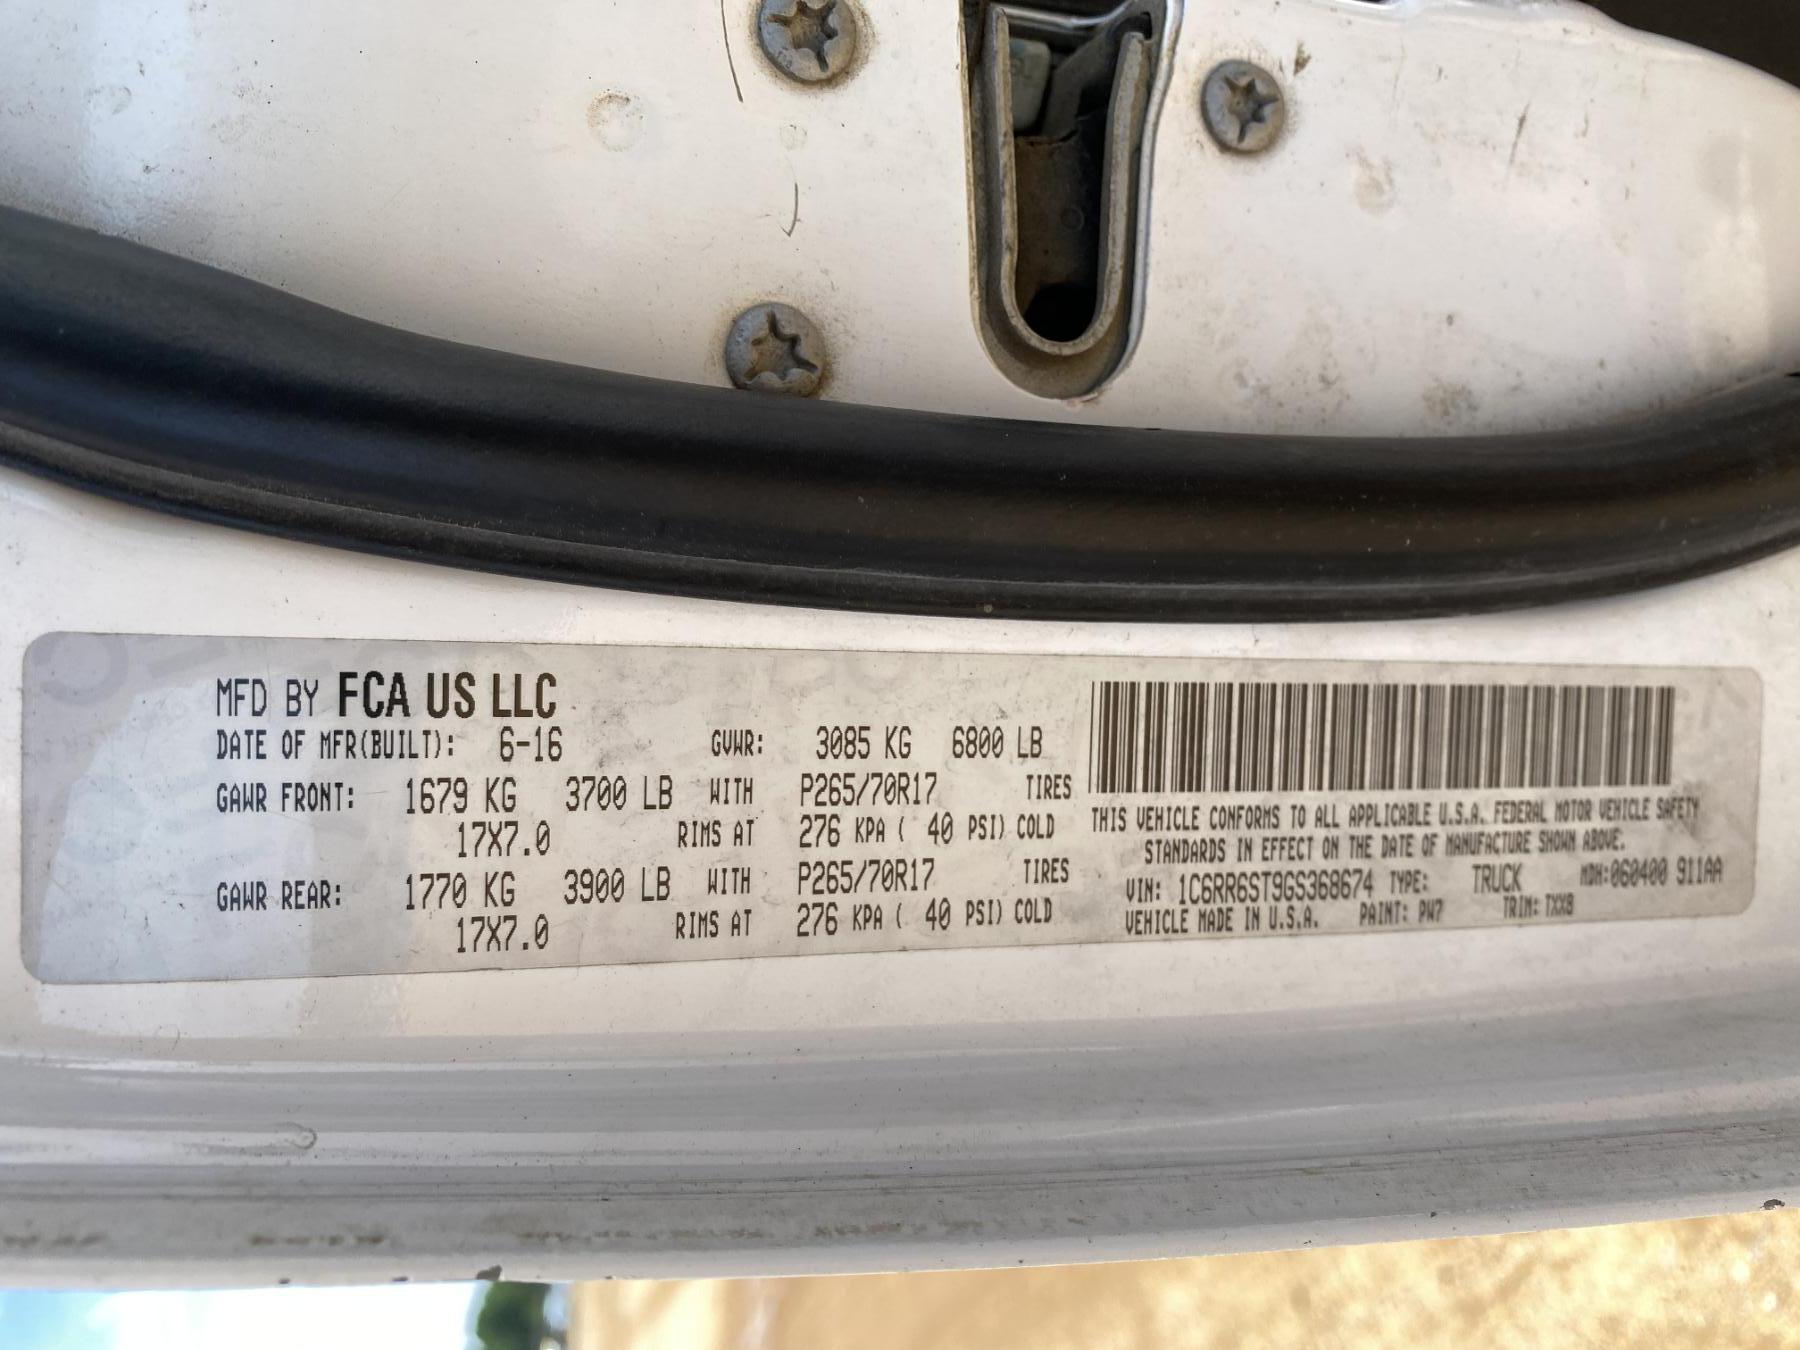 MFD BY FCA US LLC
DATE OF MFR(BUILT): 6-16 GVWR: 3085 KG 6800 LB
GAWR FRONT: 1679 KG 3700 LB WITH P265/70R17 TIRES
17X7.0 RIMS AT 276 KPA ( 40 PSI) COLD
GAWR REAR: 1770 KG 3900 LB WITH P265/70R17 TIRES
17X7.0 RIMS AT 276 KPA ( 40 PSI) COLD
THIS VEHICLE CONFORMS TO ALL APPLICABLE U.S.A. FEDERAL MOTOR VEHICLE SAFETY
STANDARDS IN EFFECT ON THE DATE OF MANUFACTURE SHOWN ABOVE.
VIN: 1C6RR6ST9GS368674 TYPE: TRUCK MDH:060400 911AA
VEHICLE MADE IN U.S.A. PAINT: PW7 TRIM: TXX8